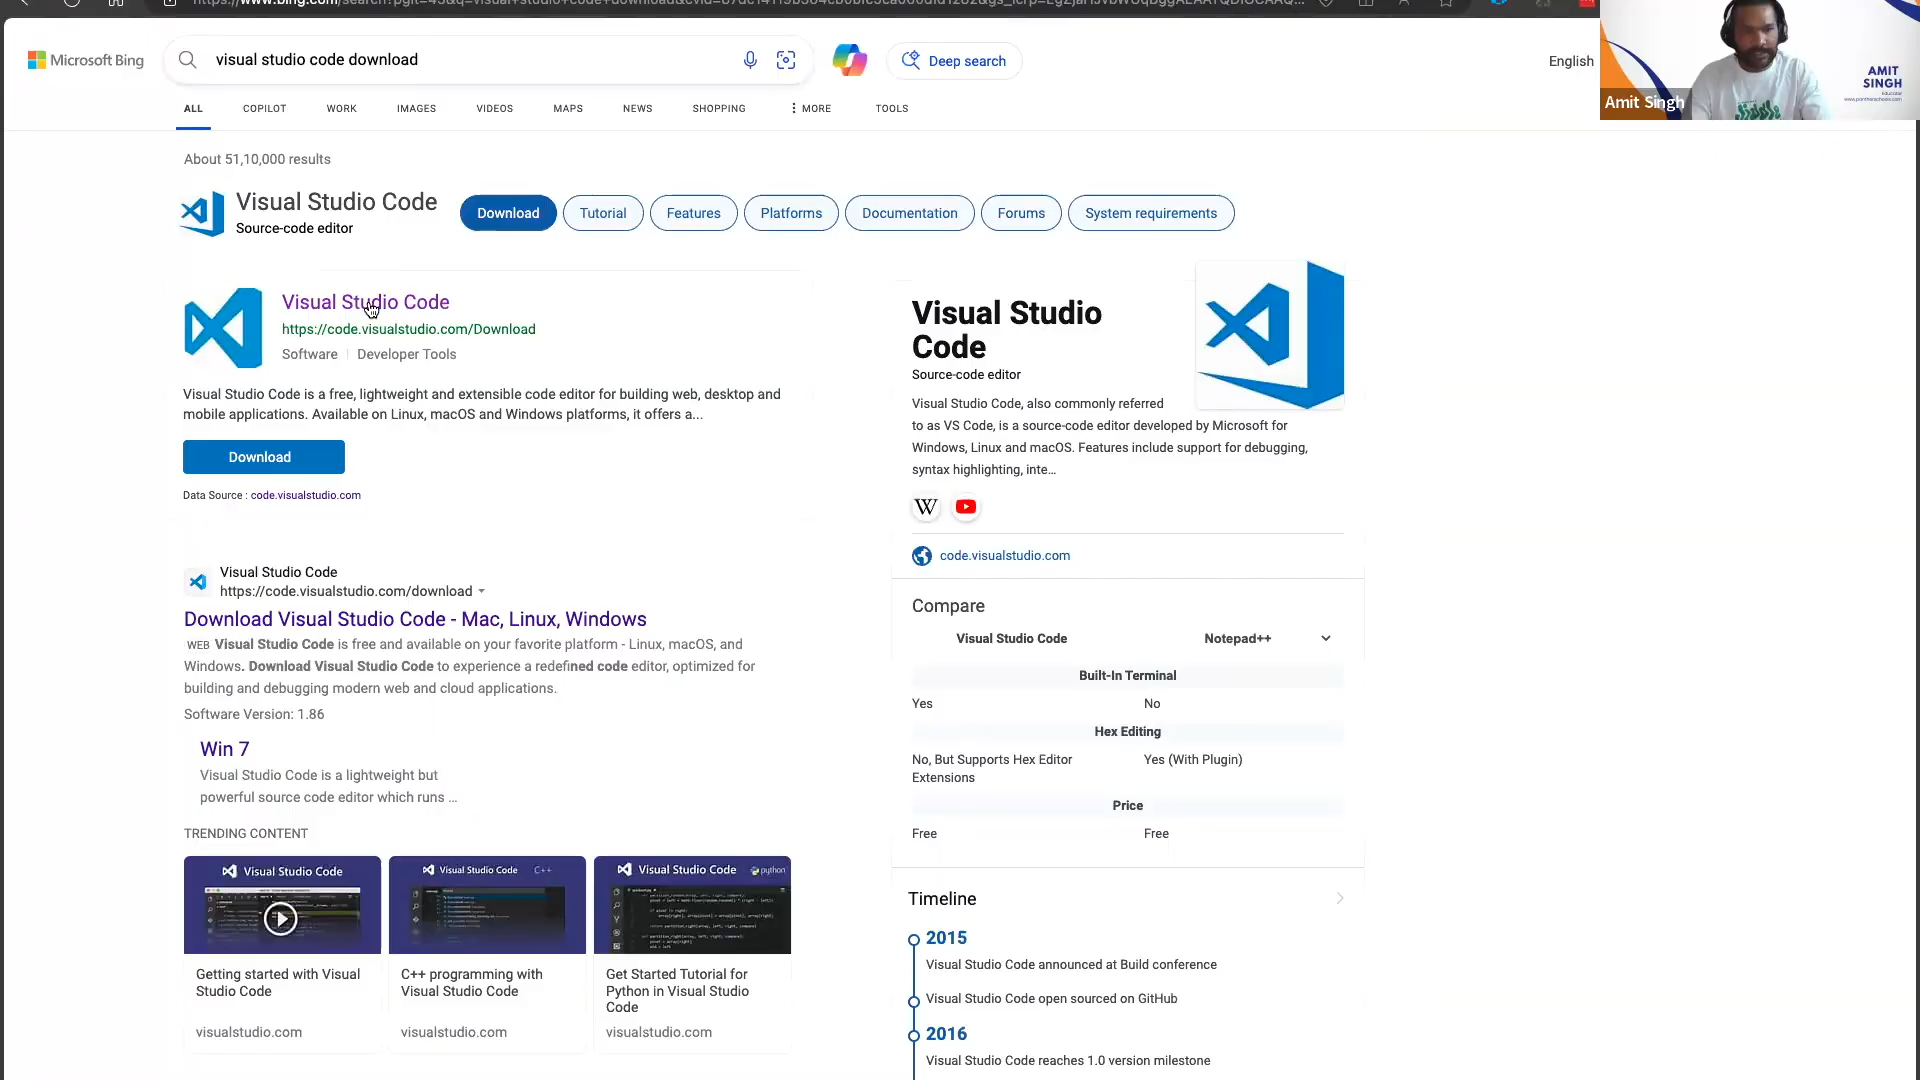 Microsoft Bing
visual studio code download
Deep search
English
AMIT
SINGH
Educator
Amit Singh
ALL
COPILOT
WORK
IMAGES
VIDEOS
MAPS
NEWS
SHOPPING
MORE
TOOLS
About 51,10,000 results
Visual Studio Code
Source-code editor
Download
Tutorial
Features
Platforms
Documentation
Forums
System requirements
Visual Studio Code
https://code.visualstudio.com/Download
Software
Developer Tools
Visual Studio Code is a free, lightweight and extensible code editor for building web, desktop and
mobile applications. Available on Linux, macOS and Windows platforms, it offers a...
Download
Data Source : code.visualstudio.com
Visual Studio Code
https://code.visualstudio.com/download
Download Visual Studio Code - Mac, Linux, Windows
WEB Visual Studio Code is free and available on your favorite platform - Linux, macOS, and
Windows. Download Visual Studio Code to experience a redefined code editor, optimized for
building and debugging modern web and cloud applications.
Software Version: 1.86
Win 7
Visual Studio Code is a lightweight but
powerful source code editor which runs ...
TRENDING CONTENT
Visual Studio Code
Getting started with Visual
Studio Code
visualstudio.com
Visual Studio Code C++
C++ programming with
Visual Studio Code
visualstudio.com
Visual Studio Code python
Get Started Tutorial for
Python in Visual Studio
Code
visualstudio.com
Visual Studio
Code
Source-code editor
Visual Studio Code, also commonly referred
to as VS Code, is a source-code editor developed by Microsoft for
Windows, Linux and macOS. Features include support for debugging,
syntax highlighting, inte...
W
code.visualstudio.com
Compare
Visual Studio Code
Notepad++
Built-In Terminal
Yes
No
Hex Editing
No, But Supports Hex Editor
Extensions
Yes (With Plugin)
Price
Free
Free
Timeline
2015
Visual Studio Code announced at Build conference
Visual Studio Code open sourced on GitHub
2016
Visual Studio Code reaches 1.0 version milestone